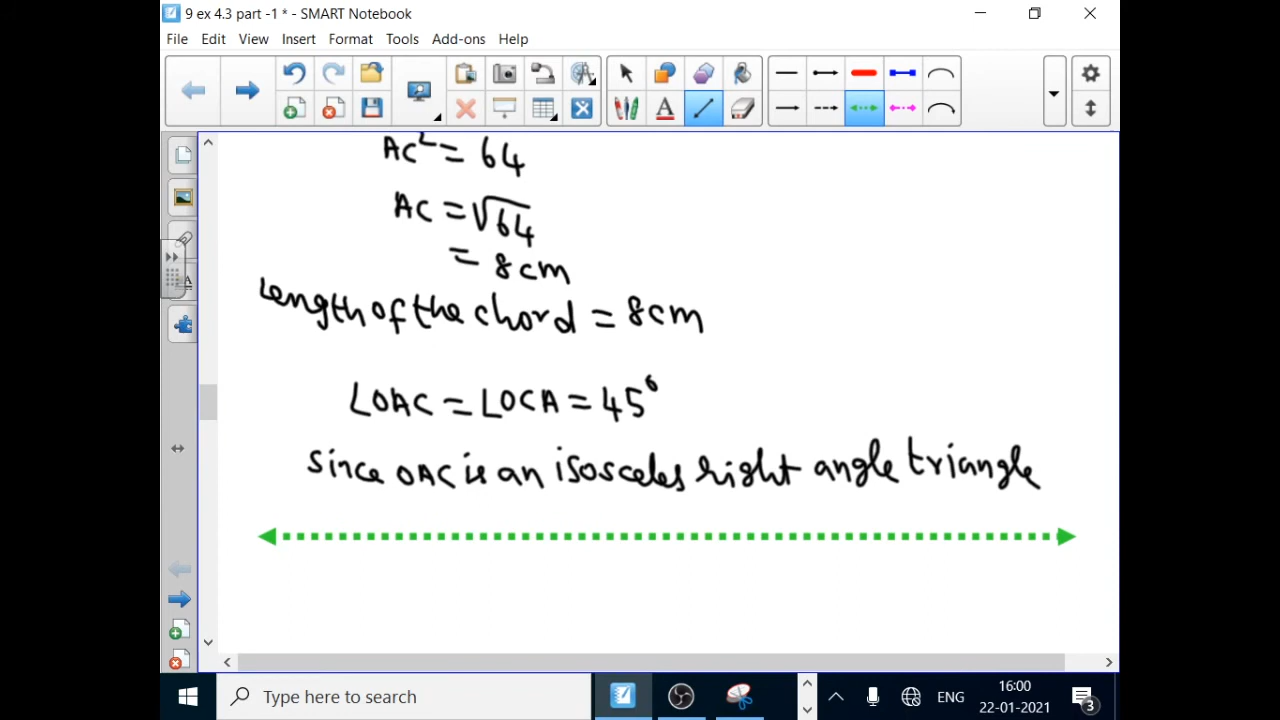 9 ex 4.3 part -1 * - SMART Notebook
File Edit View Insert Format Tools Add-ons Help
AC² = 64
AC = √64
= 8cm
Length of the chord = 8cm
∠OAC = ∠OCA = 45°
Since OAC is an isosceles right angle triangle
Type here to search
ENG
16:00
22-01-2021
3